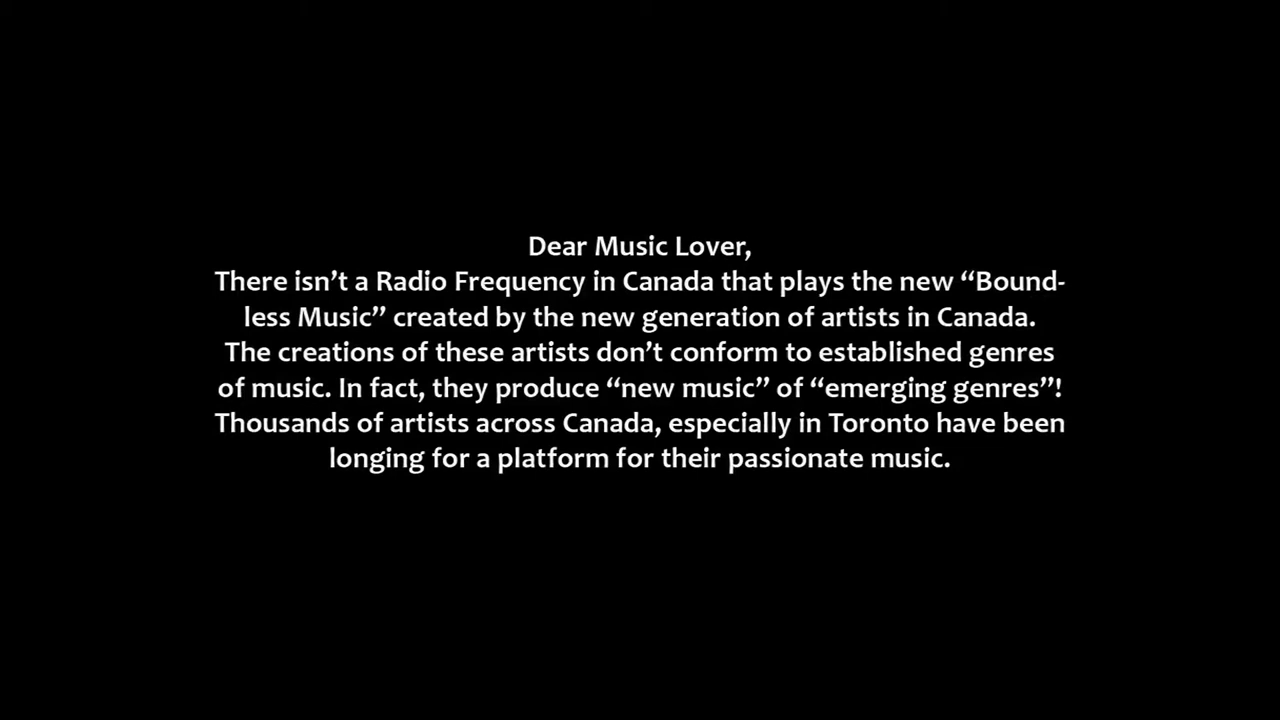 Dear Music Lover,
There isn’t a Radio Frequency in Canada that plays the new “Bound-
less Music” created by the new generation of artists in Canada.
The creations of these artists don’t conform to established genres
of music. In fact, they produce “new music” of “emerging genres”!
Thousands of artists across Canada, especially in Toronto have been
longing for a platform for their passionate music.